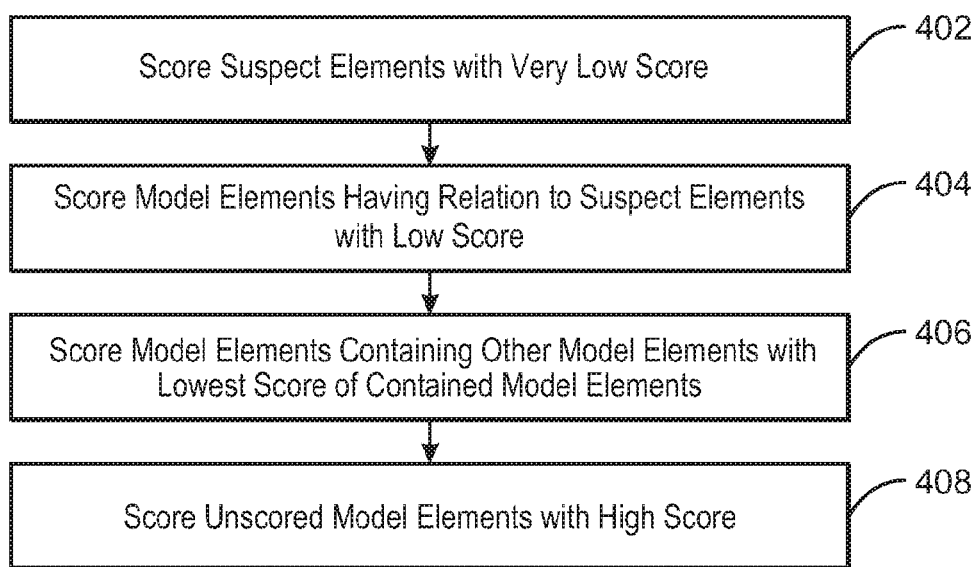 Score Suspect Elements with Very Low Score
402
Score Model Elements Having Relation to Suspect Elements
with Low Score
404
Score Model Elements Containing Other Model Elements with
Lowest Score of Contained Model Elements
406
Score Unscored Model Elements with High Score
408